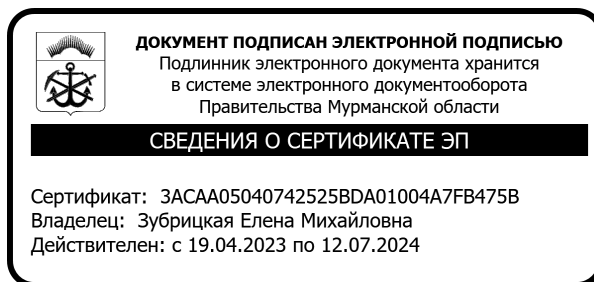 ДОКУМЕНТ ПОДПИСАН ЭЛЕКТРОННОЙ ПОДПИСЬЮ
Подлинник электронного документа хранится
в системе электронного документооборота
Правительства Мурманской области
СВЕДЕНИЯ О СЕРТИФИКАТЕ ЭП
Сертификат: 3ACAA05040742525BDA01004A7FB475B
Владелец: Зубрицкая Елена Михайловна
Действителен: с 19.04.2023 по 12.07.2024